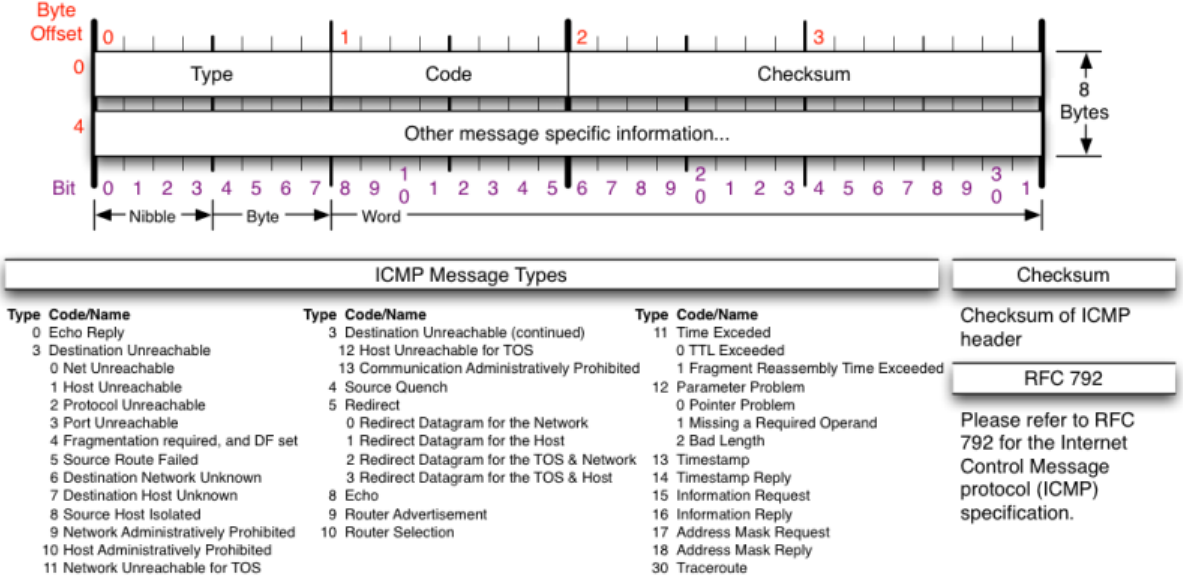 Byte
Offset
0 1 2 3
0 Type Code Checksum
8
Bytes
4 Other message specific information...
Bit 0 1 2 3 4 5 6 7 8 9 10 1 2 3 4 5 6 7 8 9 20 1 2 3 4 5 6 7 8 9 30 1
Nibble Byte Word
ICMP Message Types
Type Code/Name
0 Echo Reply
3 Destination Unreachable
0 Net Unreachable
1 Host Unreachable
2 Protocol Unreachable
3 Port Unreachable
4 Fragmentation required, and DF set
5 Source Route Failed
6 Destination Network Unknown
7 Destination Host Unknown
8 Source Host Isolated
9 Network Administratively Prohibited
10 Host Administratively Prohibited
11 Network Unreachable for TOS
Type Code/Name
3 Destination Unreachable (continued)
12 Host Unreachable for TOS
13 Communication Administratively Prohibited
4 Source Quench
5 Redirect
0 Redirect Datagram for the Network
1 Redirect Datagram for the Host
2 Redirect Datagram for the TOS & Network
3 Redirect Datagram for the TOS & Host
8 Echo
9 Router Advertisement
10 Router Selection
Type Code/Name
11 Time Exceded
0 TTL Exceeded
1 Fragment Reassembly Time Exceeded
12 Parameter Problem
0 Pointer Problem
1 Missing a Required Operand
2 Bad Length
13 Timestamp
14 Timestamp Reply
15 Information Request
16 Information Reply
17 Address Mask Request
18 Address Mask Reply
30 Traceroute
Checksum
Checksum of ICMP
header
RFC 792
Please refer to RFC
792 for the Internet
Control Message
protocol (ICMP)
specification.